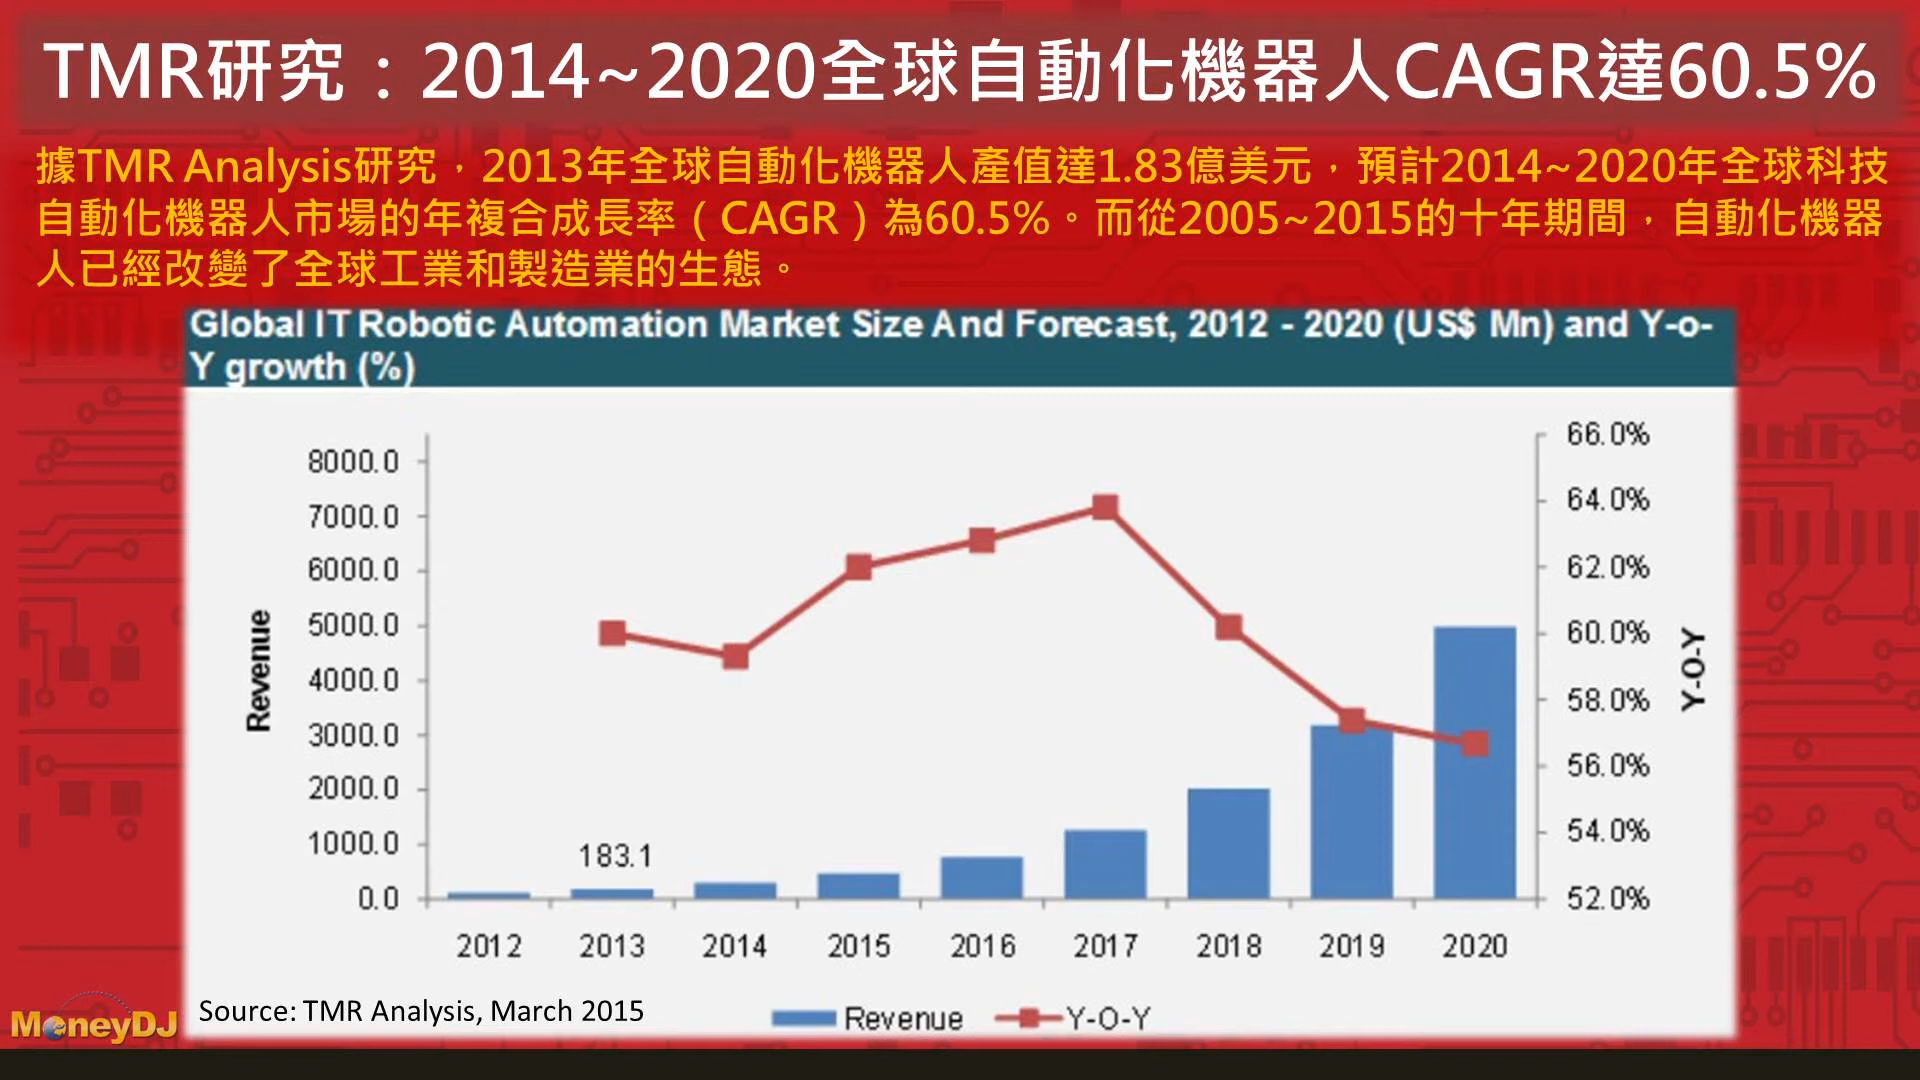 TMR研究：2014~2020全球自動化機器人CAGR達60.5%
據TMR Analysis研究，2013年全球自動化機器人產值達1.83億美元，預計2014~2020年全球科技
自動化機器人市場的年複合成長率（CAGR）為60.5%。而從2005~2015的十年期間，自動化機器
人已經改變了全球工業和製造業的生態。
Global IT Robotic Automation Market Size And Forecast, 2012 - 2020 (US$ Mn) and Y-o-
Y growth (%)
8000.0
7000.0
6000.0
5000.0
4000.0
3000.0
2000.0
1000.0
0.0
Revenue
183.1
66.0%
64.0%
62.0%
60.0%
58.0%
56.0%
54.0%
52.0%
Y-O-Y
2012 2013 2014 2015 2016 2017 2018 2019 2020
Source: TMR Analysis, March 2015
Revenue Y-O-Y
MoneyDJ